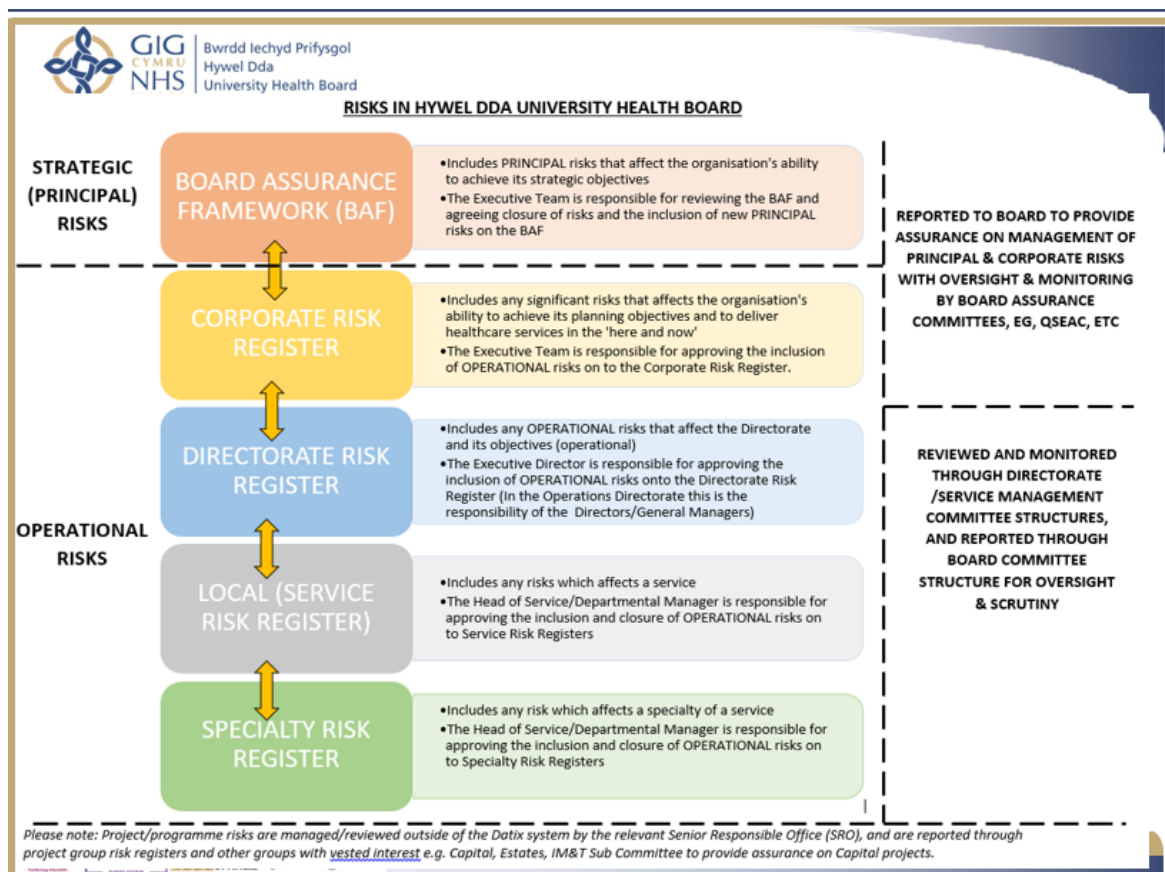 GIG
CYMRU
NHS
Bwrdd Iechyd Prifysgol
Hywel Dda
University Health Board
RISKS IN HYWEL DDA UNIVERSITY HEALTH BOARD
STRATEGIC
(PRINCIPAL)
RISKS
BOARD ASSURANCE
FRAMEWORK (BAF)
•Includes PRINCIPAL risks that affect the organisation's ability
to achieve its strategic objectives
•The Executive Team is responsible for reviewing the BAF and
agreeing closure of risks and the inclusion of new PRINCIPAL
risks on the BAF
REPORTED TO BOARD TO PROVIDE
ASSURANCE ON MANAGEMENT OF
PRINCIPAL & CORPORATE RISKS
WITH OVERSIGHT & MONITORING
BY BOARD ASSURANCE
COMMITTEES, EG, QSEAC, ETC
CORPORATE RISK
REGISTER
•Includes any significant risks that affects the organisation's
ability to achieve its planning objectives and to deliver
healthcare services in the 'here and now'
•The Executive Team is responsible for approving the inclusion
of OPERATIONAL risks on to the Corporate Risk Register.
OPERATIONAL
RISKS
DIRECTORATE RISK
REGISTER
•Includes any OPERATIONAL risks that affect the Directorate
and its objectives (operational)
•The Executive Director is responsible for approving the
inclusion of OPERATIONAL risks onto the Directorate Risk
Register (In the Operations Directorate this is the
responsibility of the Directors/General Managers)
REVIEWED AND MONITORED
THROUGH DIRECTORATE
/SERVICE MANAGEMENT
COMMITTEE STRUCTURES,
AND REPORTED THROUGH
BOARD COMMITTEE
STRUCTURE FOR OVERSIGHT
& SCRUTINY
LOCAL (SERVICE
RISK REGISTER)
•Includes any risks which affects a service
•The Head of Service/Departmental Manager is responsible for
approving the inclusion and closure of OPERATIONAL risks on
to Service Risk Registers
SPECIALTY RISK
REGISTER
•Includes any risk which affects a specialty of a service
•The Head of Service/Departmental Manager is responsible for
approving the inclusion and closure of OPERATIONAL risks on
to Specialty Risk Registers
Please note: Project/programme risks are managed/reviewed outside of the Datix system by the relevant Senior Responsible Office (SRO), and are reported through
project group risk registers and other groups with vested interest e.g. Capital, Estates, IM&T Sub Committee to provide assurance on Capital projects.